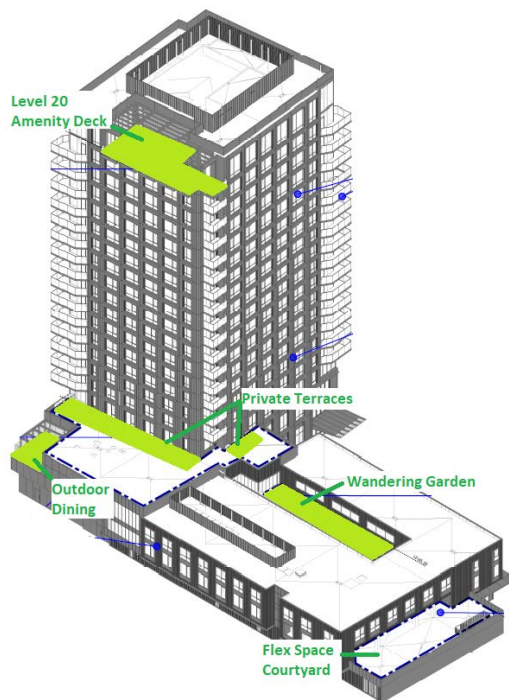 Level 20
Amenity Deck
Private Terraces
Wandering Garden
Outdoor
Dining
Flex Space
Courtyard